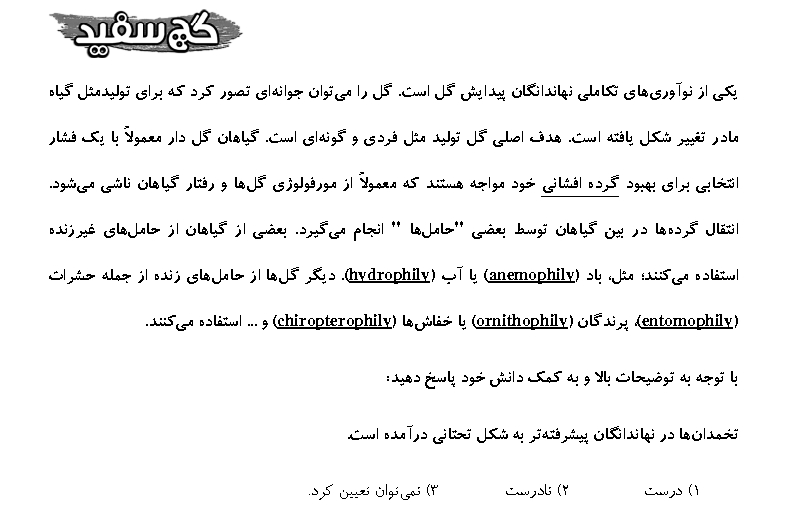 گچ سفید
یکی از نوآوری‌های تکاملی نهاندانگان پیدایش گل است. گل را می‌توان جوانه‌ای تصور کرد که برای تولیدمثل گیاه
مادر تغییر شکل یافته است. هدف اصلی گل تولید مثل فردی و گونه‌ای است. گیاهان گل دار معمولاً با یک فشار
انتخابی برای بهبود گرده افشانی خود مواجه هستند که معمولاً از مورفولوژی گل‌ها و رفتار گیاهان ناشی می‌شود.
انتقال گرده‌ها در بین گیاهان توسط بعضی "حامل‌ها " انجام می‌گیرد. بعضی از گیاهان از حامل‌های غیرزنده
استفاده می‌کنند؛ مثل، باد (anemophily) یا آب (hydrophily). دیگر گل‌ها از حامل‌های زنده از جمله حشرات
(entomophily)، پرندگان (ornithophily) یا خفاش‌ها (chiropterophily) و ... استفاده می‌کنند.
با توجه به توضیحات بالا و به کمک دانش خود پاسخ دهید:
تخمدان‌ها در نهاندانگان پیشرفته‌تر به شکل تحتانی درآمده است.
۱) درست ۲) نادرست ۳) نمی‌توان تعیین کرد.